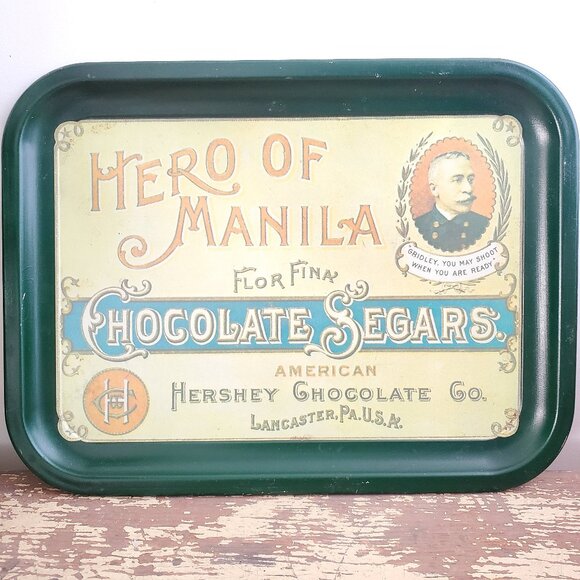 HERO OF
MANILA
GRIDLEY, YOU MAY SHOOT
WHEN YOU ARE READY.
FLOR FINA
CHOCOLATE SEGARS.
AMERICAN
HERSHEY CHOCOLATE CO.
LANCASTER, PA. U.S.A.